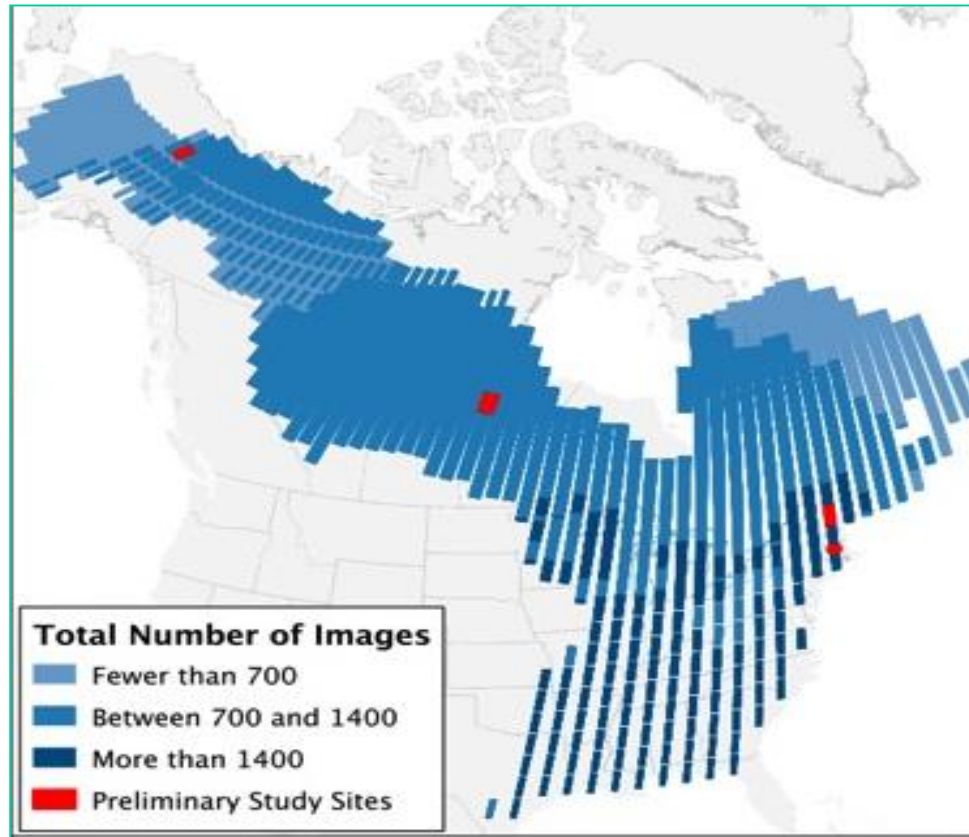 Total Number of Images
Fewer than 700
Between 700 and 1400
More than 1400
Preliminary Study Sites